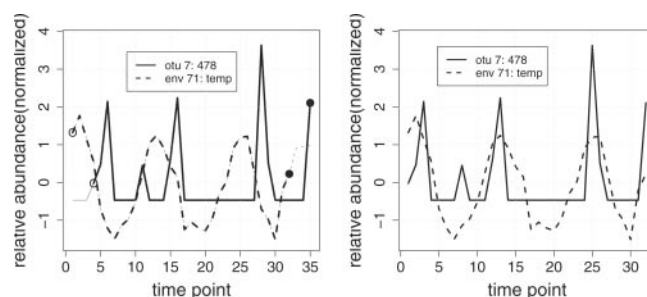 relative abundance(normalized)
4
3
2
1
0
−1
otu 7: 478
env 71: temp
0 5 10 15 20 25 30 35
time point
relative abundance(normalized)
4
3
2
1
0
−1
otu 7: 478
env 71: temp
0 5 10 15 20 25 30
time point